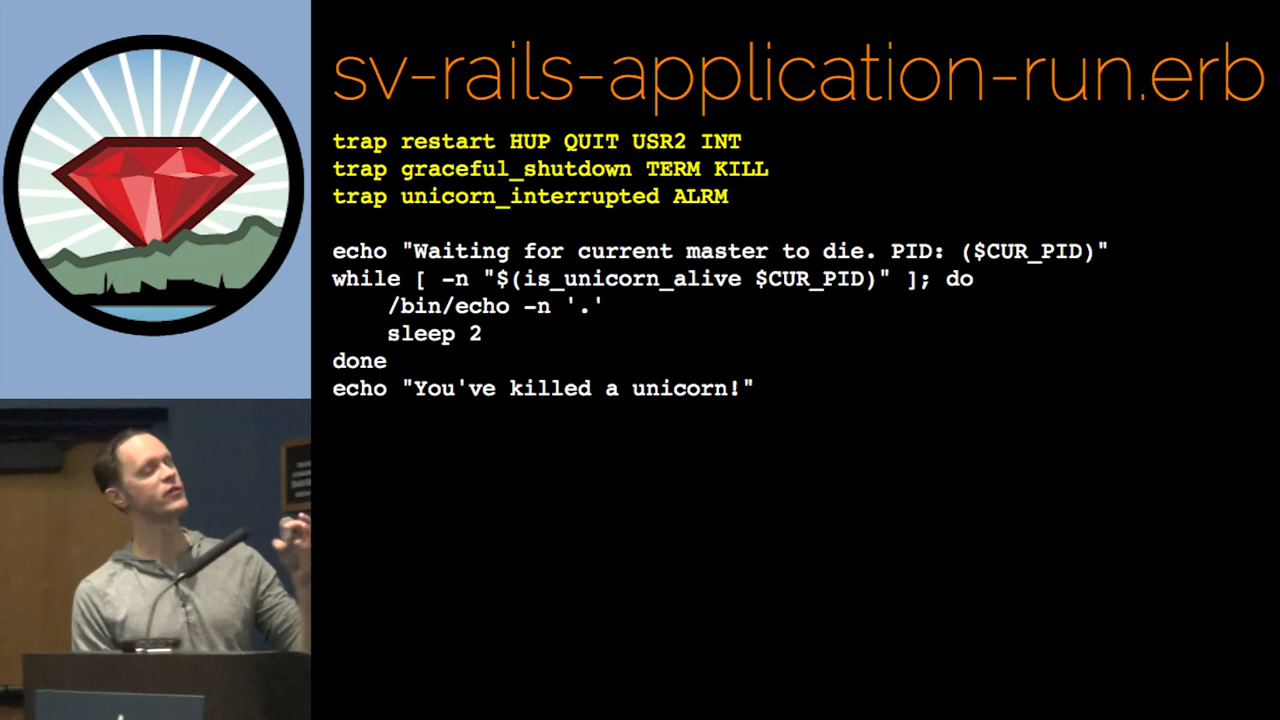 sv-rails-application-run.erb
trap restart HUP QUIT USR2 INT
trap graceful_shutdown TERM KILL
trap unicorn_interrupted ALRM
echo "Waiting for current master to die. PID: ($CUR_PID)"
while [ -n "$(is_unicorn_alive $CUR_PID)" ]; do
/bin/echo -n '.'
sleep 2
done
echo "You've killed a unicorn!"